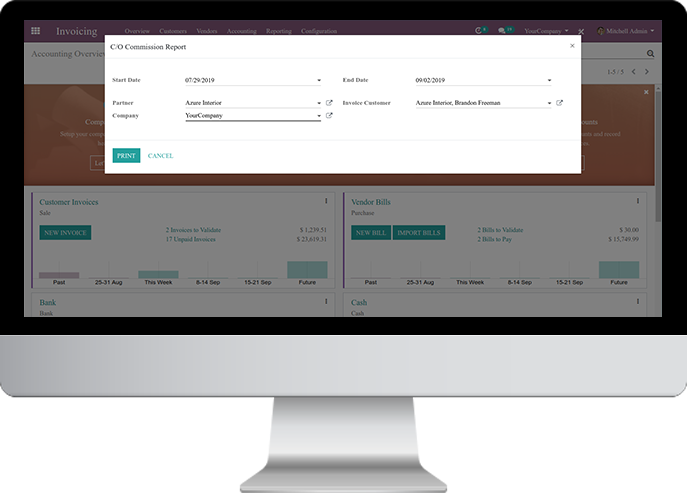 Invoicing Overview Customers Vendors Accounting Reporting Configuration YourCompany Mitchell Admin
Accounting Overview
C/O Commission Report ×
1-5 / 5
Start Date 07/29/2019 End Date 09/02/2019
Partner Azure Interior Invoice Customer Azure Interior, Brandon Freeman
Company YourCompany
PRINT CANCEL
Customer Invoices Vendor Bills
Sale Purchase
NEW INVOICE 2 Invoices to Validate $ 1,239.51 NEW BILL IMPORT BILLS 2 Bills to Validate $ 30.00
17 Unpaid Invoices $ 23,619.31 2 Bills to Pay $ 15,749.99
Past 25-31 Aug This Week 8-14 Sep 15-21 Sep Future Past 25-31 Aug This Week 8-14 Sep 15-21 Sep Future
Bank Cash
Bank Cash